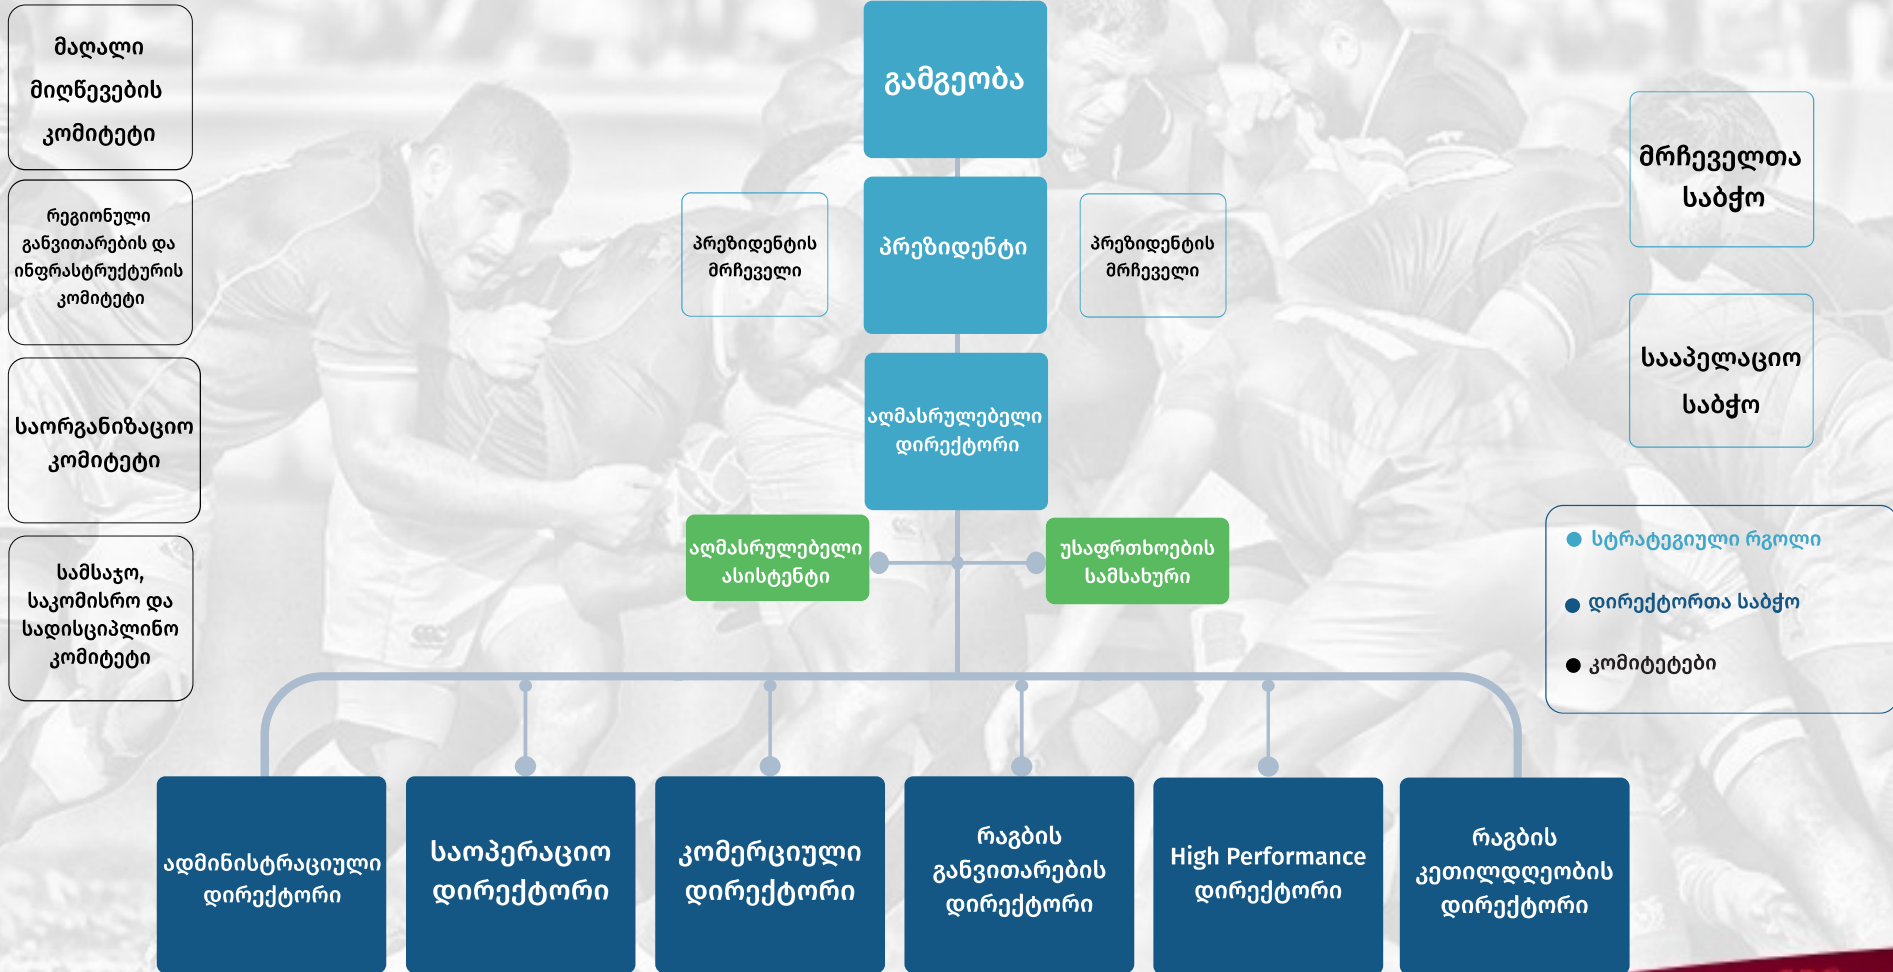 მაღალი
მიღწევების
კომიტეტი
რეგიონული
განვითარების და
ინფრასტრუქტურის
კომიტეტი
საორგანიზაციო
კომიტეტი
სამსაჯო,
საკომისრო და
სადისციპლინო
კომიტეტი
გამგეობა
პრეზიდენტის
მრჩეველი
პრეზიდენტი
პრეზიდენტის
მრჩეველი
აღმასრულებელი
დირექტორი
აღმასრულებელი
ასისტენტი
უსაფრთხოების
სამსახური
მრჩეველთა
საბჭო
სააპელაციო
საბჭო
სტრატეგიული რგოლი
დირექტორთა საბჭო
კომიტეტები
ადმინისტრაციული
დირექტორი
საოპერაციო
დირექტორი
კომერციული
დირექტორი
რაგბის
განვითარების
დირექტორი
High Performance
დირექტორი
რაგბის
კეთილდღეობის
დირექტორი